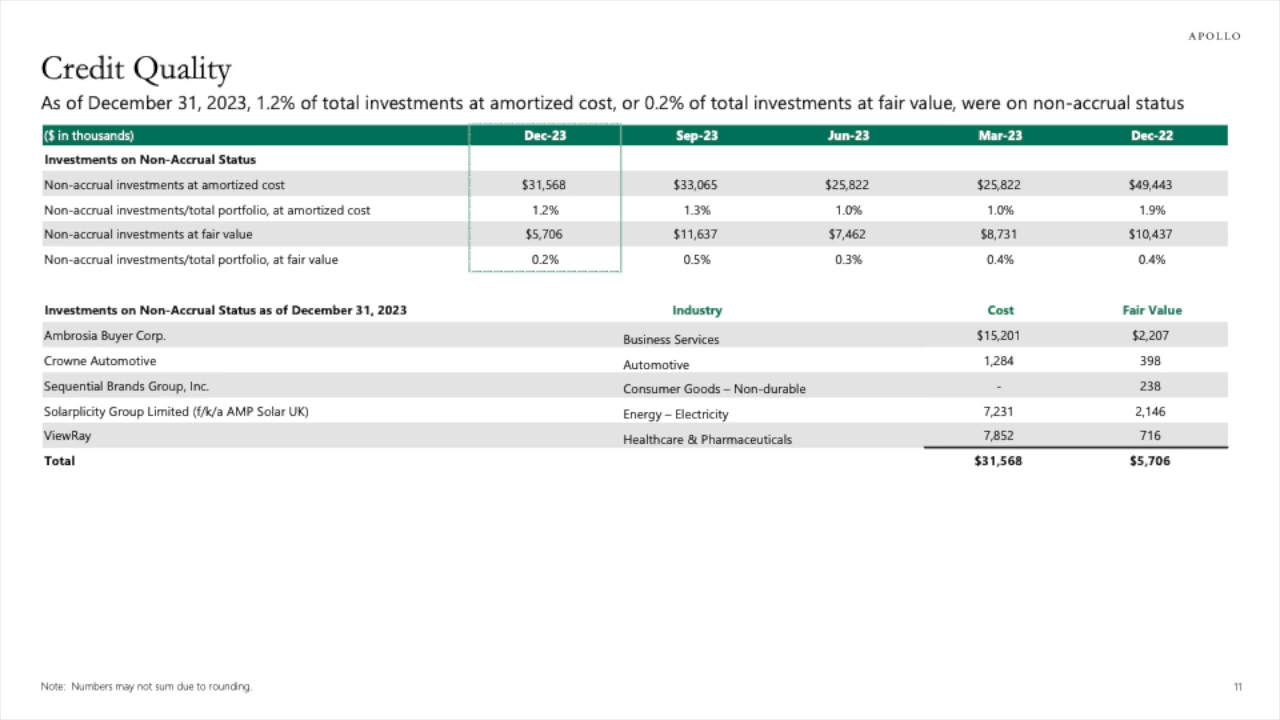 APOLLO
Credit Quality
As of December 31, 2023, 1.2% of total investments at amortized cost, or 0.2% of total investments at fair value, were on non-accrual status
($ in thousands) Dec-23 Sep-23 Jun-23 Mar-23 Dec-22
Investments on Non-Accrual Status
Non-accrual investments at amortized cost $31,568 $33,065 $25,822 $25,822 $49,443
Non-accrual investments/total portfolio, at amortized cost 1.2% 1.3% 1.0% 1.0% 1.9%
Non-accrual investments at fair value $5,706 $11,637 $7,462 $8,731 $10,437
Non-accrual investments/total portfolio, at fair value 0.2% 0.5% 0.3% 0.4% 0.4%
Investments on Non-Accrual Status as of December 31, 2023 Industry Cost Fair Value
Ambrosia Buyer Corp. Business Services $15,201 $2,207
Crowne Automotive Automotive 1,284 398
Sequential Brands Group, Inc. Consumer Goods – Non-durable - 238
Solarplicity Group Limited (f/k/a AMP Solar UK) Energy – Electricity 7,231 2,146
ViewRay Healthcare & Pharmaceuticals 7,852 716
Total $31,568 $5,706
Note: Numbers may not sum due to rounding.
11